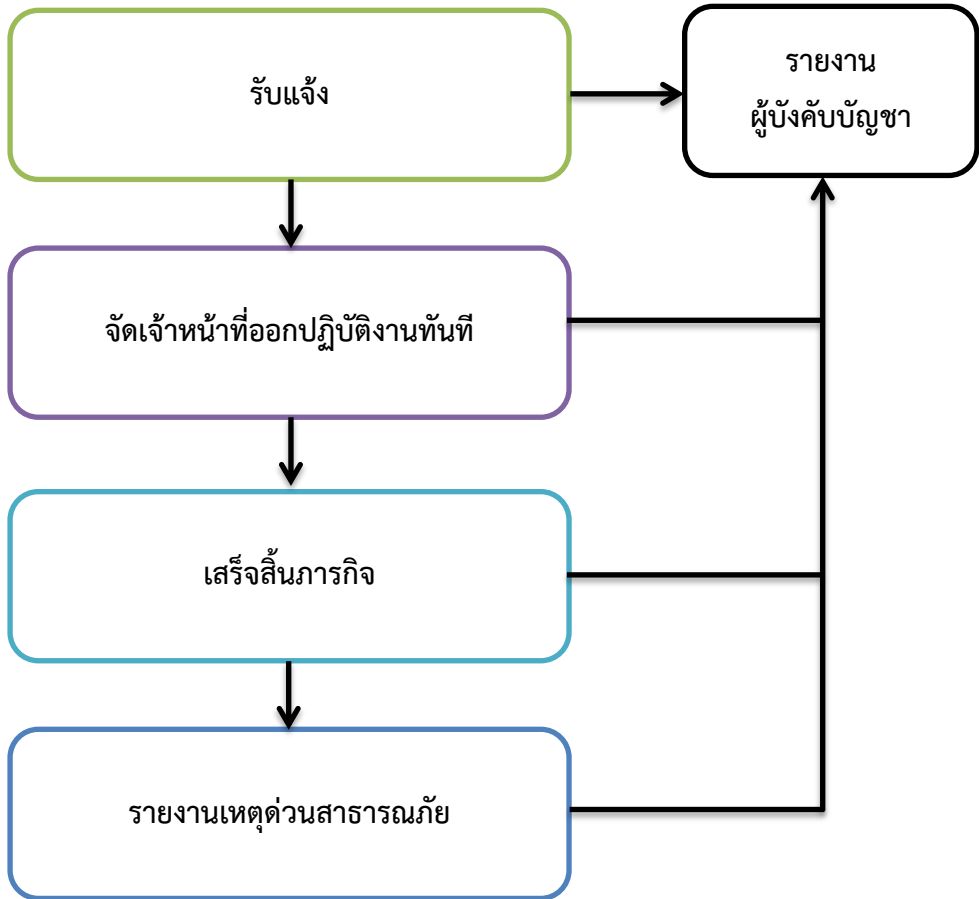 รับแจ้ง
รายงาน
ผู้บังคับบัญชา
จัดเจ้าหน้าที่ออกปฏิบัติงานทันที
เสร็จสิ้นภารกิจ
รายงานเหตุด่วนสาธารณภัย